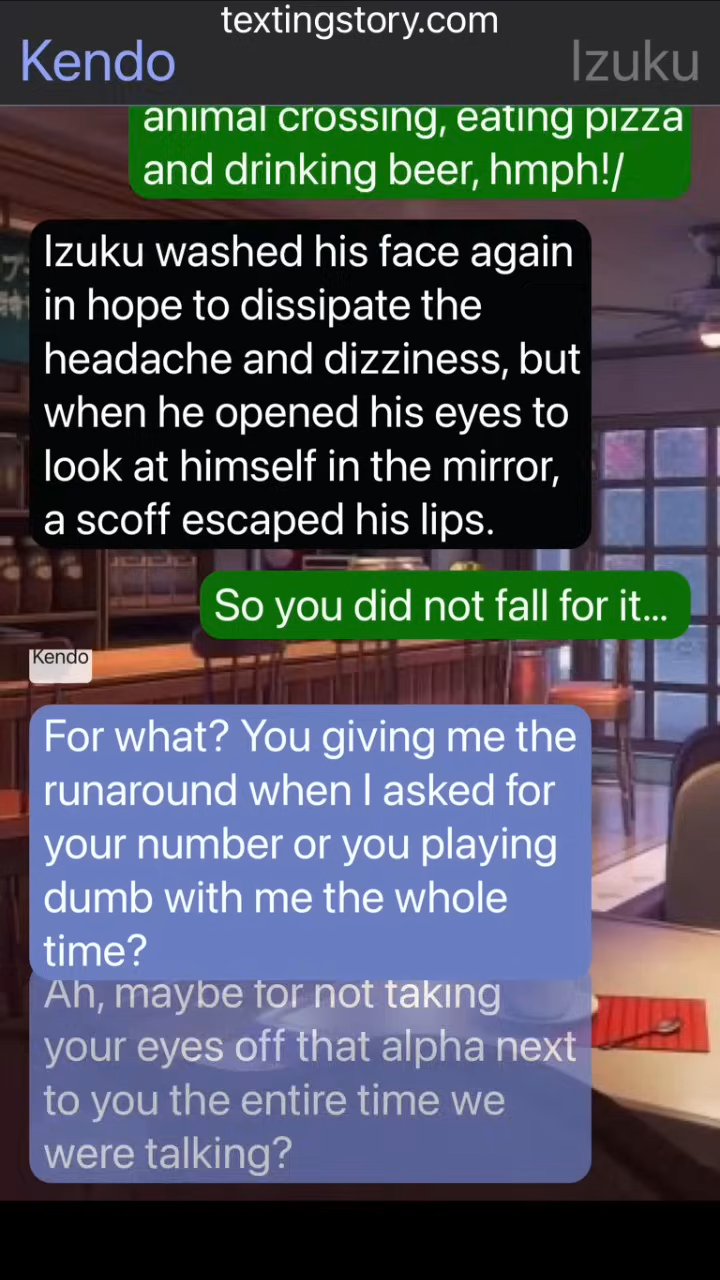 textingstory.com
Kendo
Izuku
animal crossing, eating pizza
and drinking beer, hmph!/
Izuku washed his face again
in hope to dissipate the
headache and dizziness, but
when he opened his eyes to
look at himself in the mirror,
a scoff escaped his lips.
So you did not fall for it...
Kendo
For what? You giving me the
runaround when I asked for
your number or you playing
dumb with me the whole
time?
Ah, maybe for not taking
your eyes off that alpha next
to you the entire time we
were talking?